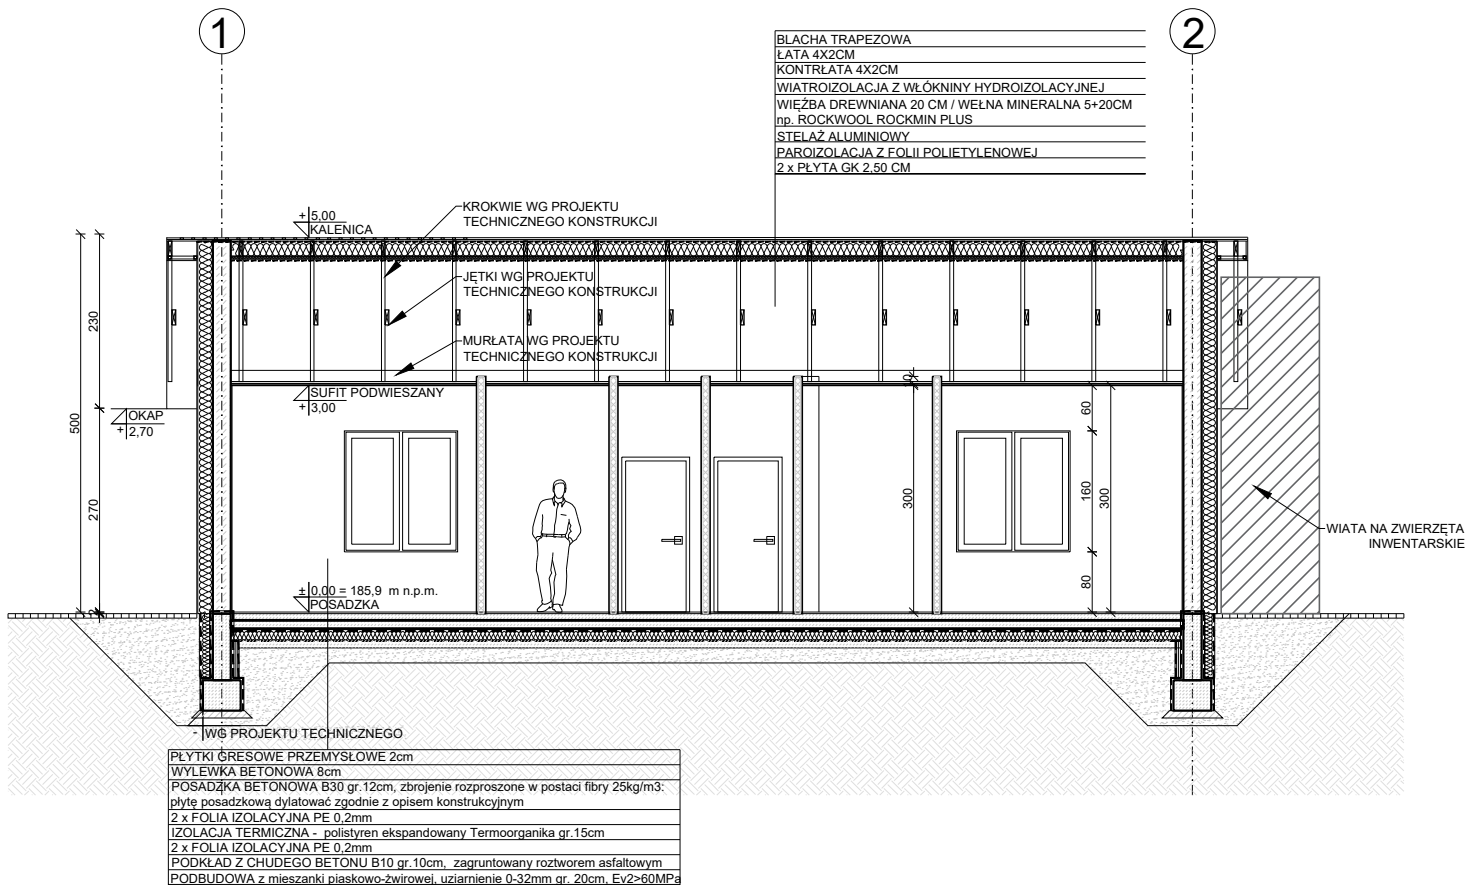 1
2
BLACHA TRAPEZOWA
ŁATA 4X2CM
KONTRŁATA 4X2CM
WIATROIZOLACJA Z WŁÓKNINY HYDROIZOLACYJNEJ
WIĘŹBA DREWNIANA 20 CM / WEŁNA MINERALNA 5+20CM
np. ROCKWOOL ROCKMIN PLUS
STELAŻ ALUMINIOWY
PAROIZOLACJA Z FOLII POLIETYLENOWEJ
2 x PŁYTA GK 2,50 CM
KROKWIE WG PROJEKTU
TECHNICZNEGO KONSTRUKCJI
+ 5,00
KALENICA
JĘTKI WG PROJEKTU
TECHNICZNEGO KONSTRUKCJI
MURŁATA WG PROJEKTU
TECHNICZNEGO KONSTRUKCJI
SUFIT PODWIESZANY
+ 3,00
OKAP
+ 2,70
500
230
270
2
60
160
80
300
300
WIATA NA ZWIERZĘTA
INWENTARSKIE
± 0,00 = 185,9 m n.p.m.
POSADZKA
- WG PROJEKTU TECHNICZNEGO
PŁYTKI GRESOWE PRZEMYSŁOWE 2cm
WYLEWKA BETONOWA 8cm
POSADZKA BETONOWA B30 gr.12cm, zbrojenie rozproszone w postaci fibry 25kg/m3:
płytę posadzkową dylatować zgodnie z opisem konstrukcyjnym
2 x FOLIA IZOLACYJNA PE 0,2mm
IZOLACJA TERMICZNA - polistyren ekspandowany Termoorganika gr.15cm
2 x FOLIA IZOLACYJNA PE 0,2mm
PODKŁAD Z CHUDEGO BETONU B10 gr.10cm, zagruntowany roztworem asfaltowym
PODBUDOWA z mieszanki piaskowo-żwirowej, uziarnienie 0-32mm gr. 20cm, Ev2>60MPa